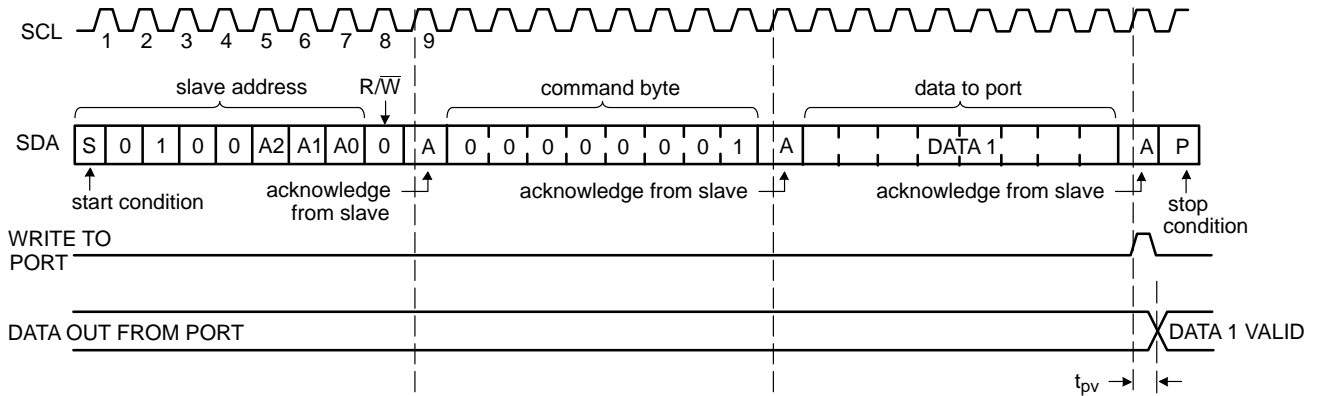 SCL 1 2 3 4 5 6 7 8 9
slave address R/W̅ command byte data to port
SDA S 0 1 0 0 A2 A1 A0 0 A 0 0 0 0 0 0 0 1 A DATA 1 A P
start condition
acknowledge
from slave
acknowledge from slave
acknowledge from slave
stop
condition
WRITE TO
PORT
DATA OUT FROM PORT
DATA 1 VALID
tpv